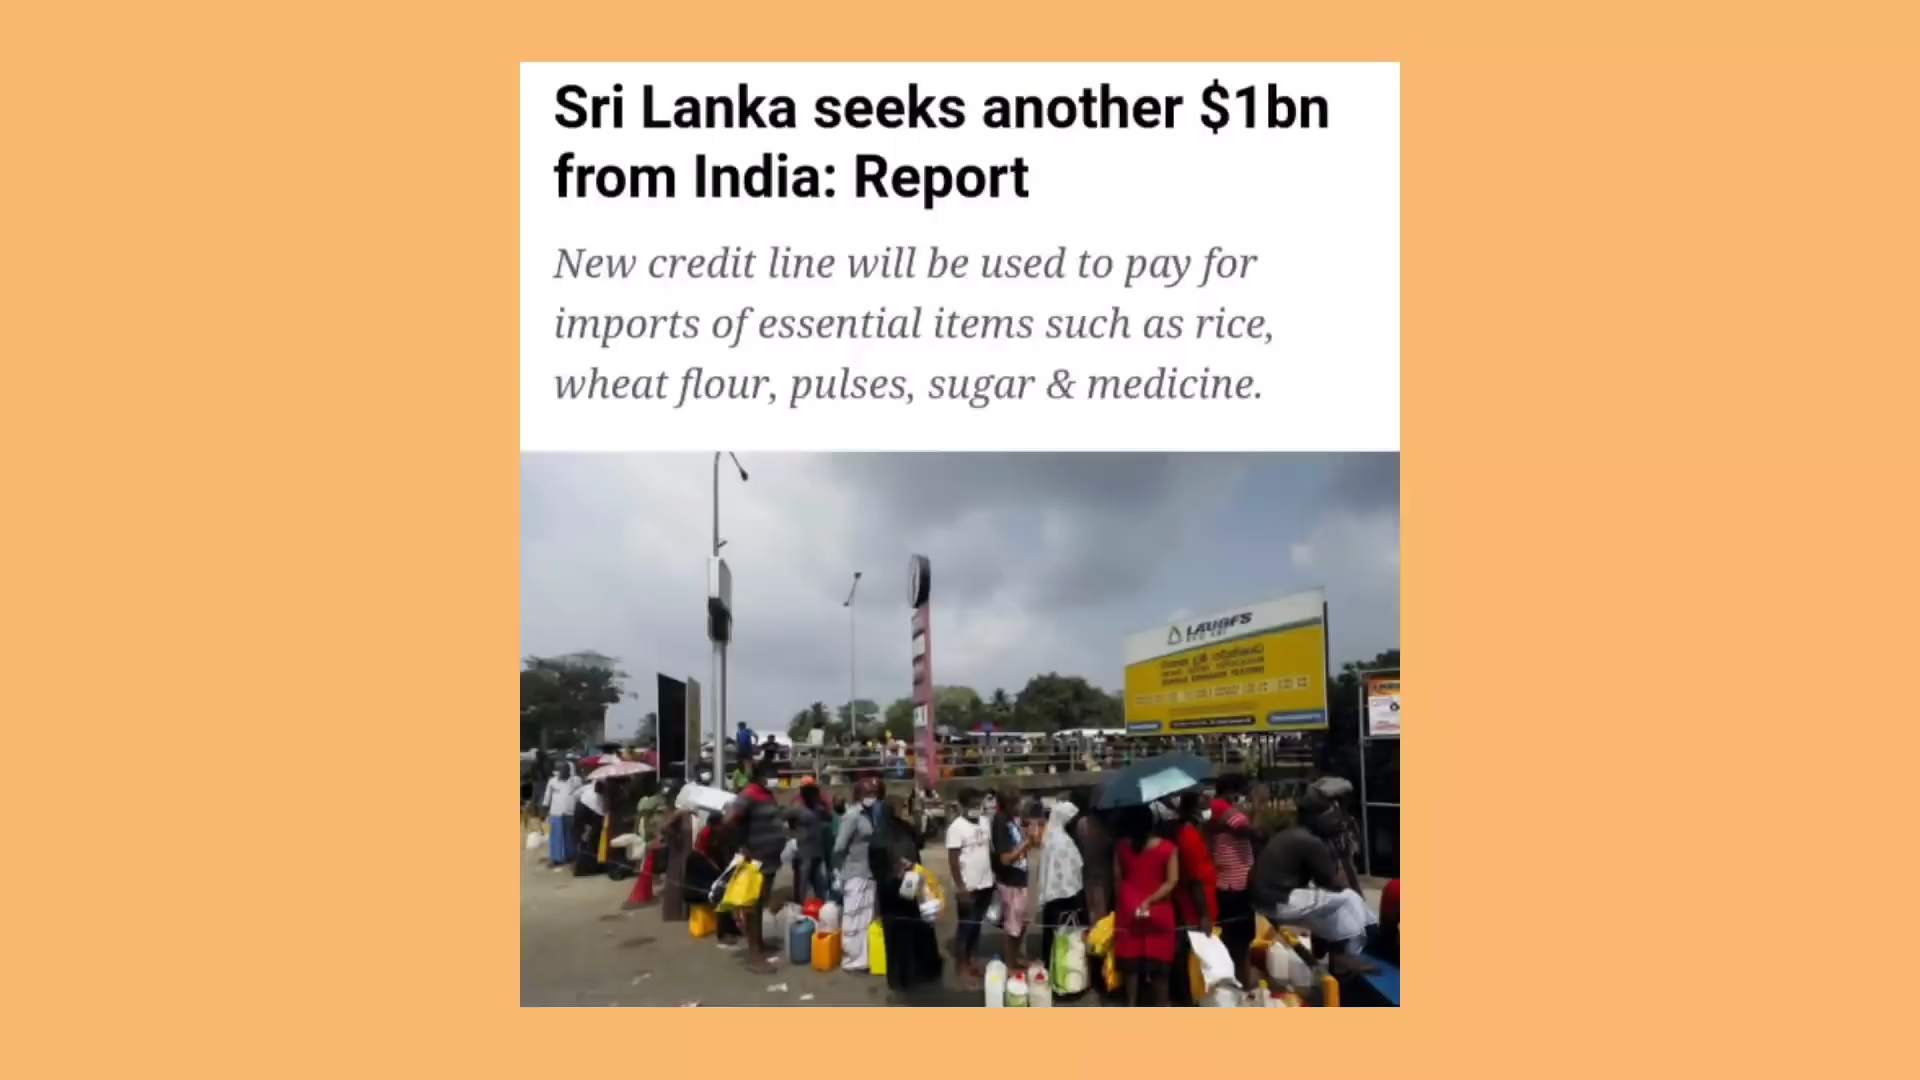 Sri Lanka seeks another $1bn
from India: Report
New credit line will be used to pay for
imports of essential items such as rice,
wheat flour, pulses, sugar & medicine.
LAUGFS